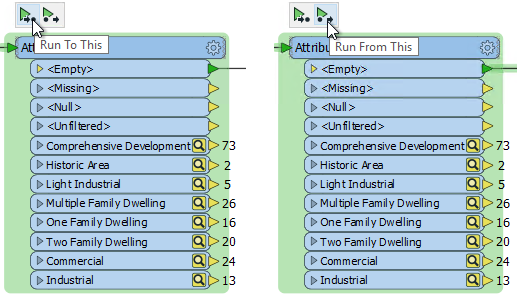 Attri
Run To This
<Empty>
<Missing>
<Null>
<Unfiltered>
Comprehensive Development 73
Historic Area 2
Light Industrial 5
Multiple Family Dwelling 26
One Family Dwelling 16
Two Family Dwelling 20
Commercial 24
Industrial 13
Attribut
Run From This
<Empty>
<Missing>
<Null>
<Unfiltered>
Comprehensive Development 73
Historic Area 2
Light Industrial 5
Multiple Family Dwelling 26
One Family Dwelling 16
Two Family Dwelling 20
Commercial 24
Industrial 13